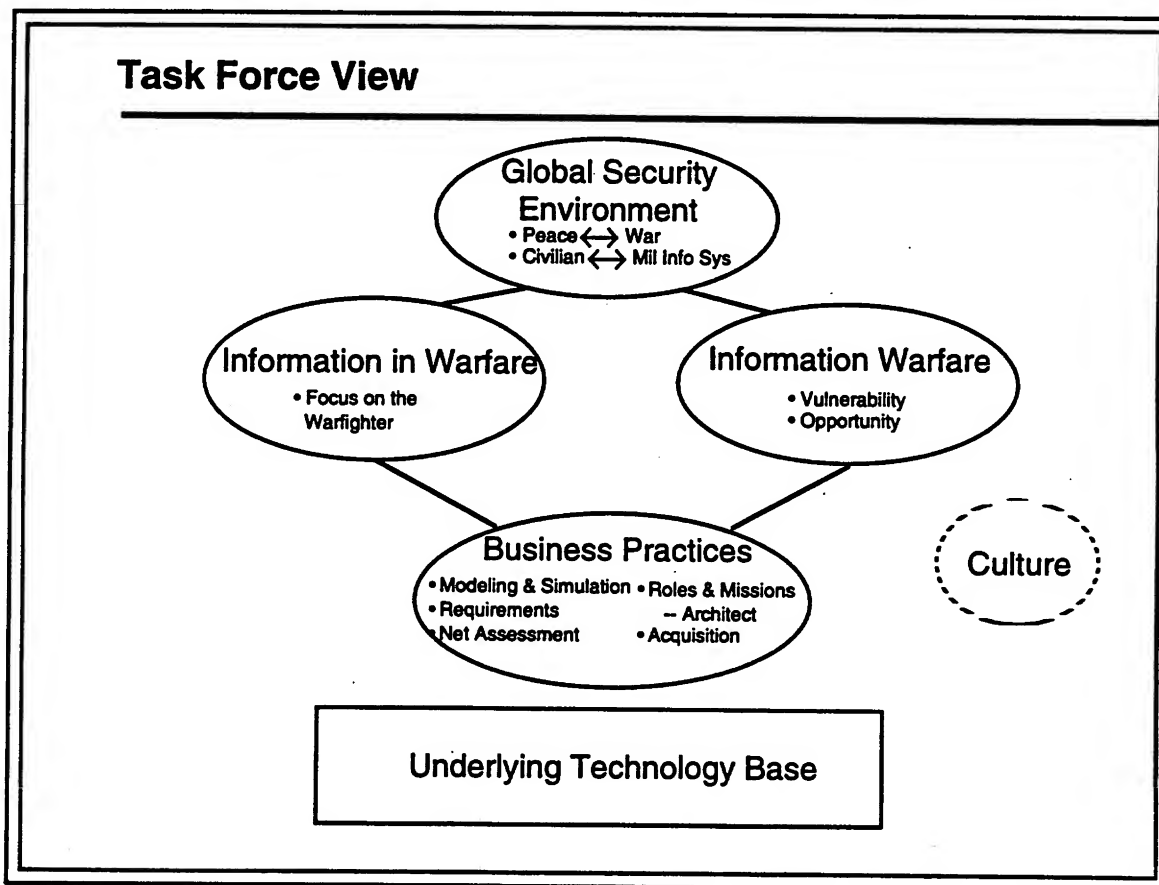 Task Force View
Global Security
Environment
• Peace <--> War
• Civilian <--> Mil Info Sys
Information in Warfare
• Focus on the
Warfighter
Information Warfare
• Vulnerability
• Opportunity
Business Practices
• Modeling & Simulation
• Requirements
• Net Assessment
• Roles & Missions
– Architect
• Acquisition
Culture
Underlying Technology Base